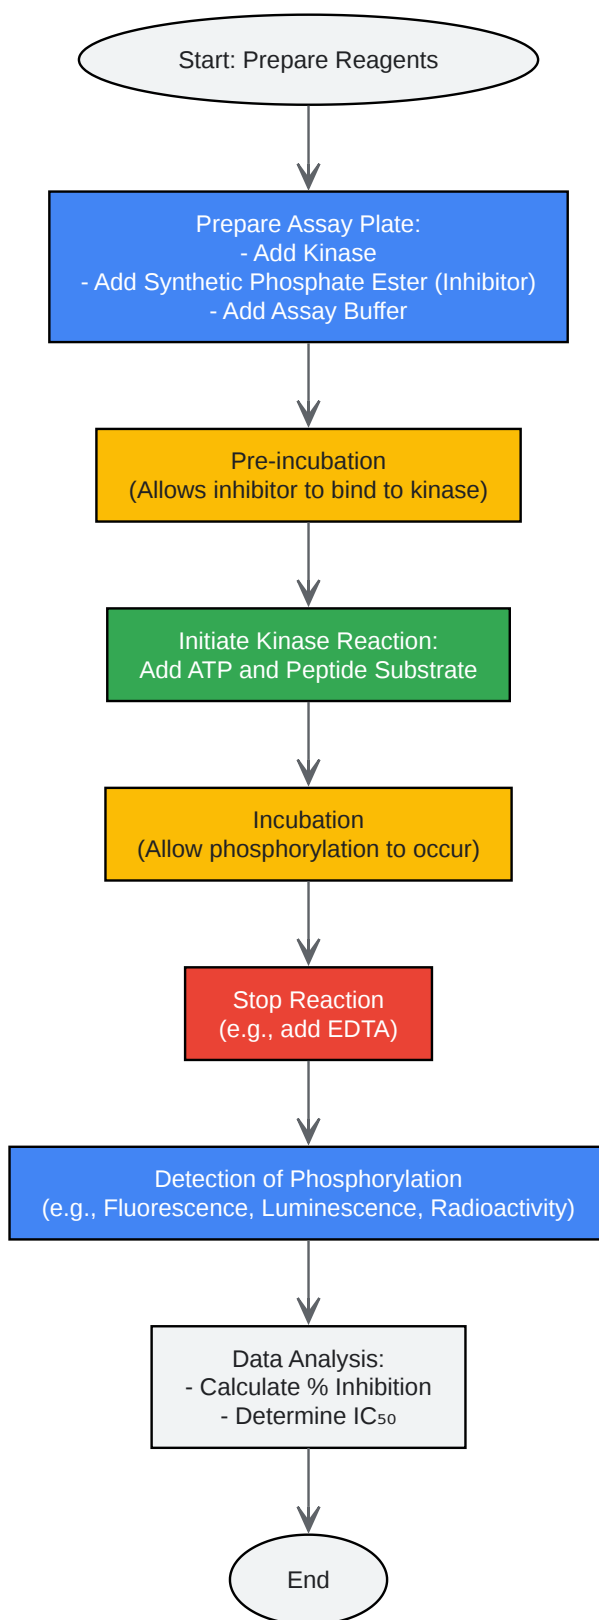 Start: Prepare Reagents
Prepare Assay Plate:
- Add Kinase
- Add Synthetic Phosphate Ester (Inhibitor)
- Add Assay Buffer
Pre-incubation
(Allows inhibitor to bind to kinase)
Initiate Kinase Reaction:
Add ATP and Peptide Substrate
Incubation
(Allow phosphorylation to occur)
Stop Reaction
(e.g., add EDTA)
Detection of Phosphorylation
(e.g., Fluorescence, Luminescence, Radioactivity)
Data Analysis:
- Calculate % Inhibition
- Determine IC₅₀
End